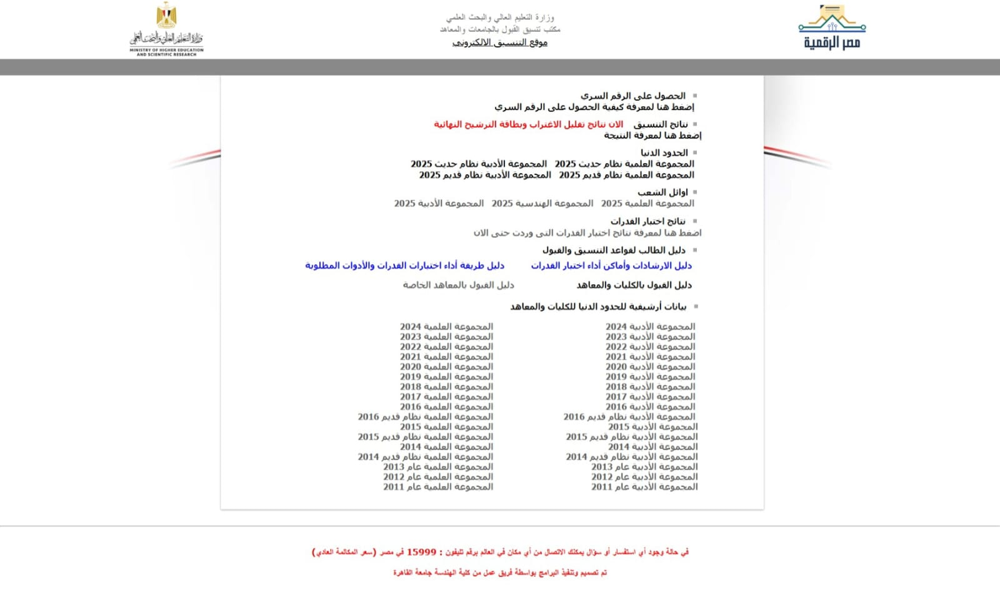 مصر الرقمية
وزارة التعليم العالي والبحث العلمي
مكتب تنسيق القبول بالجامعات والمعاهد
موقع التنسيق الالكتروني
وزارة التعليم العالي والبحث العلمي
MINISTRY OF HIGHER EDUCATION
AND SCIENTIFIC RESEARCH
الحصول على الرقم السري
إضغط هنا لمعرفة كيفية الحصول على الرقم السري
نتائج التنسيق الان نتائج تقليل الاغتراب وبطاقة الترشيح النهائية
إضغط هنا لمعرفة النتيجة
الحدود الدنيا
المجموعة العلمية نظام حديث 2025 المجموعة الأدبية نظام حديث 2025
المجموعة العلمية نظام قديم 2025 المجموعة الأدبية نظام قديم 2025
اوائل الشعب
المجموعة العلمية 2025 المجموعة الهندسية 2025 المجموعة الأدبية 2025
نتائج اختبار القدرات
اضغط هنا لمعرفة نتائج اختبار القدرات التى وردت حتى الان
دليل الطالب لقواعد التنسيق والقبول
دليل الارشادات وأماكن أداء اختبار القدرات دليل طريقة أداء اختبارات القدرات والأدوات المطلوبة
دليل القبول بالكليات والمعاهد دليل القبول بالمعاهد الخاصة
بيانات أرشيفية للحدود الدنيا للكليات والمعاهد
المجموعة الأدبية 2024 المجموعة العلمية 2024
المجموعة الأدبية 2023 المجموعة العلمية 2023
المجموعة الأدبية 2022 المجموعة العلمية 2022
المجموعة الأدبية 2021 المجموعة العلمية 2021
المجموعة الأدبية 2020 المجموعة العلمية 2020
المجموعة الأدبية 2019 المجموعة العلمية 2019
المجموعة الأدبية 2018 المجموعة العلمية 2018
المجموعة الأدبية 2017 المجموعة العلمية 2017
المجموعة الأدبية 2016 المجموعة العلمية 2016
المجموعة الأدبية نظام قديم 2016 المجموعة العلمية نظام قديم 2016
المجموعة الأدبية 2015 المجموعة العلمية 2015
المجموعة الأدبية نظام قديم 2015 المجموعة العلمية نظام قديم 2015
المجموعة الأدبية 2014 المجموعة العلمية 2014
المجموعة الأدبية نظام قديم 2014 المجموعة العلمية نظام قديم 2014
المجموعة الأدبية عام 2013 المجموعة العلمية عام 2013
المجموعة الأدبية عام 2012 المجموعة العلمية عام 2012
المجموعة الأدبية عام 2011 المجموعة العلمية عام 2011
في حالة وجود أي استفسار أو سؤال يمكنك الاتصال من أي مكان في العالم برقم تليفون : 15999 في مصر (سعر المكالمة العادي)
تم تصميم وتنفيذ البرامج بواسطة فريق عمل من كلية الهندسة جامعة القاهرة